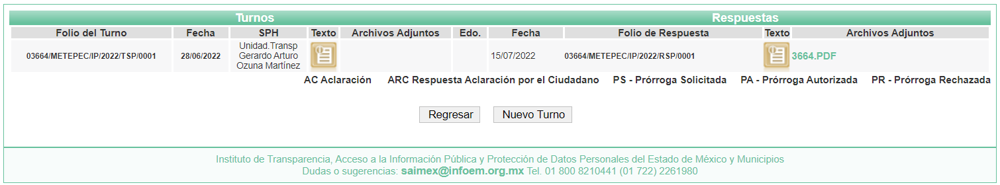 Turnos Respuestas
Folio del Turno Fecha SPH Texto Archivos Adjuntos Edo. Fecha Folio de Respuesta Texto Archivos Adjuntos
03664/METEPEC/IP/2022/TSP/0001 28/06/2022 Unidad.Transp
Gerardo Arturo
Ozuna Martínez 15/07/2022 03664/METEPEC/IP/2022/RSP/0001 3664.PDF
AC Aclaración ARC Respuesta Aclaración por el Ciudadano PS - Prórroga Solicitada PA - Prórroga Autorizada PR - Prórroga Rechazada
Regresar Nuevo Turno
Instituto de Transparencia, Acceso a la Información Pública y Protección de Datos Personales del Estado de México y Municipios
Dudas o sugerencias: saimex@infoem.org.mx Tel. 01 800 8210441 (01 722) 2261980